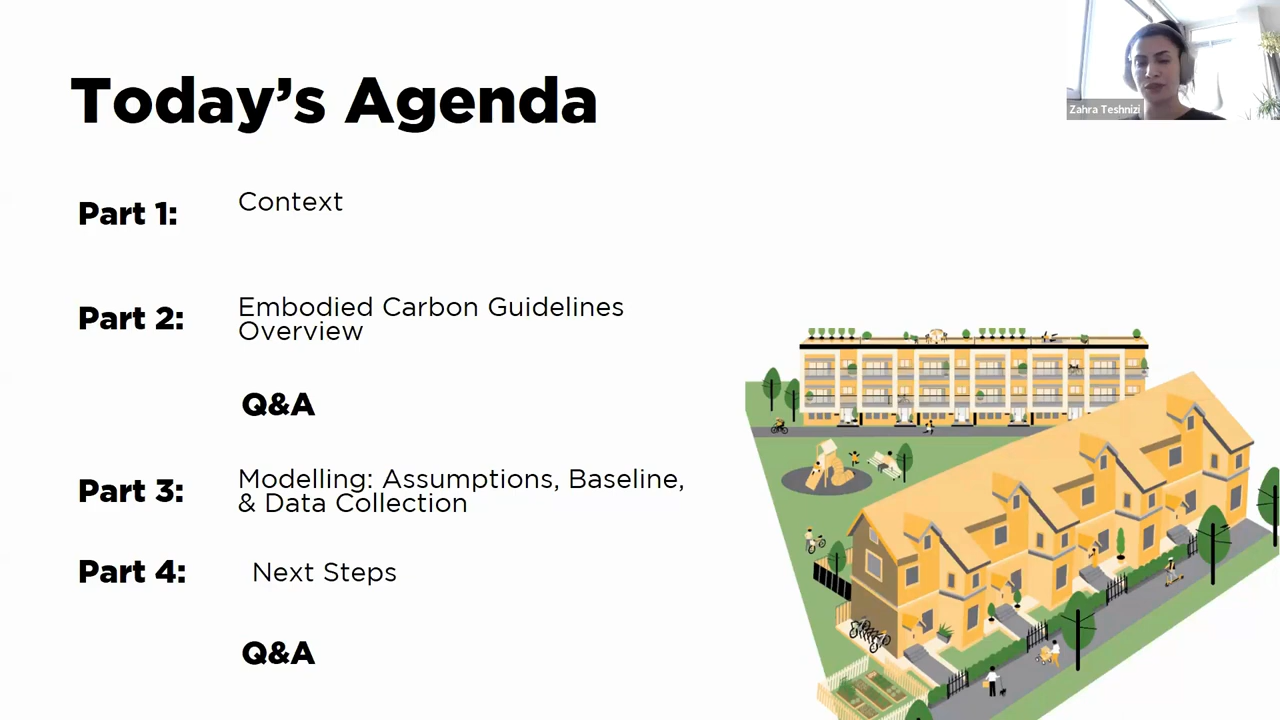 Today's Agenda
Zahra Teshnizi
Part 1:
Context
Part 2:
Embodied Carbon Guidelines
Overview
Q&A
Part 3:
Modelling: Assumptions, Baseline,
& Data Collection
Part 4:
Next Steps
Q&A